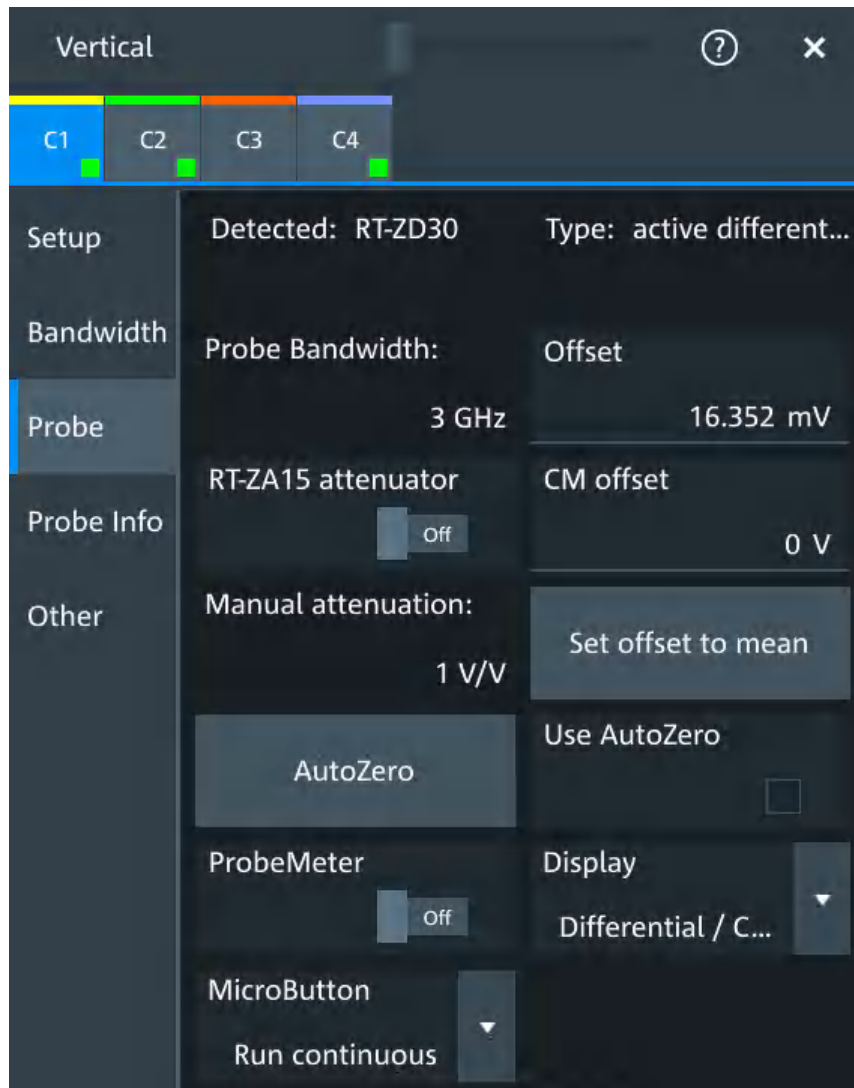 Vertical
?
C1 C2 C3 C4
Setup
Bandwidth
Probe
Probe Info
Other
Detected: RT-ZD30
Type: active different...
Probe Bandwidth:
3 GHz
Offset
16.352 mV
RT-ZA15 attenuator
Off
CM offset
0 V
Manual attenuation:
1 V/V
Set offset to mean
AutoZero
Use AutoZero
ProbeMeter
Off
Display
Differential / C...
MicroButton
Run continuous